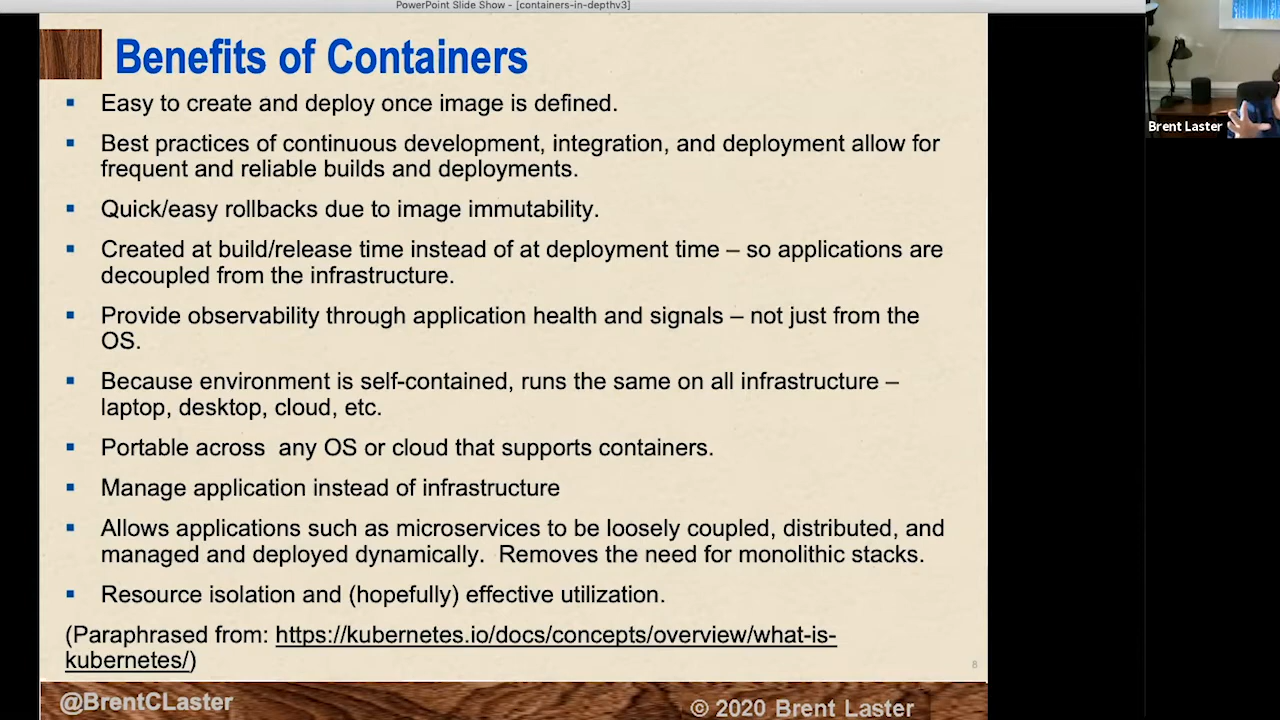 PowerPoint Slide Show - [containers-in-depthv3]
Benefits of Containers
Easy to create and deploy once image is defined.
Best practices of continuous development, integration, and deployment allow for
frequent and reliable builds and deployments.
Quick/easy rollbacks due to image immutability.
Created at build/release time instead of at deployment time – so applications are
decoupled from the infrastructure.
Provide observability through application health and signals – not just from the
OS.
Because environment is self-contained, runs the same on all infrastructure –
laptop, desktop, cloud, etc.
Portable across  any OS or cloud that supports containers.
Manage application instead of infrastructure
Allows applications such as microservices to be loosely coupled, distributed, and
managed and deployed dynamically.  Removes the need for monolithic stacks.
Resource isolation and (hopefully) effective utilization.
(Paraphrased from: https://kubernetes.io/docs/concepts/overview/what-is-
kubernetes/)
8
@BrentCLaster
© 2020 Brent Laster
Brent Laster